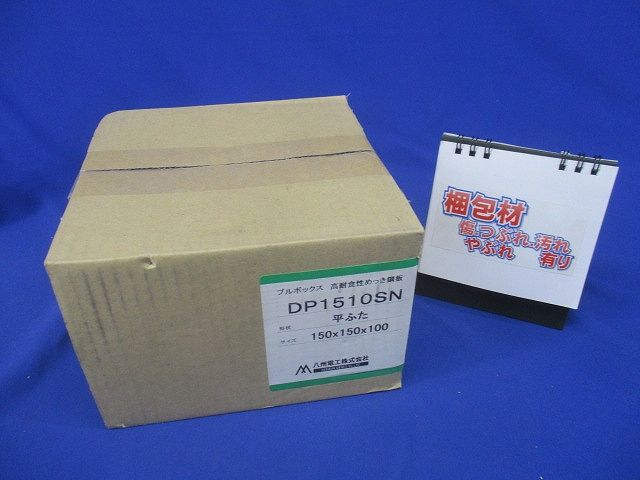 プルボックス 高耐食性めっき鋼板
DP1510SN
形状 平ふた
サイズ 150x150x100
八州電工株式会社
梱包材
傷、つぶれ、汚れ
やぶれ 有り